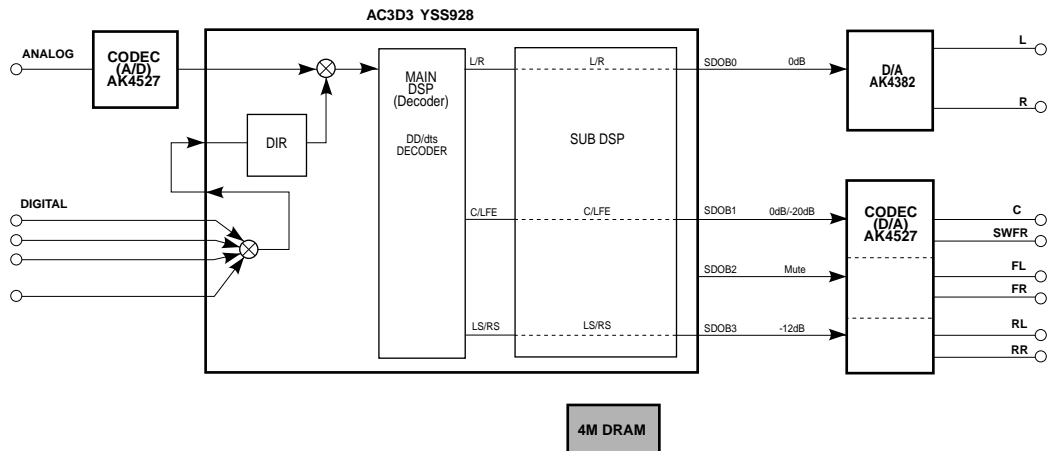 AC3D3 YSS928
ANALOG
CODEC
(A/D)
AK4527
MAIN
DSP
(Decoder)
DD/dts
DECODER
L/R
L/R
SUB DSP
SDOB0
0dB
D/A
AK4382
L
R
DIR
DIGITAL
C/LFE
C/LFE
SDOB1
0dB/-20dB
CODEC
(D/A)
AK4527
C
SWFR
SDOB2
Mute
FL
FR
LS/RS
LS/RS
SDOB3
-12dB
RL
RR
4M DRAM